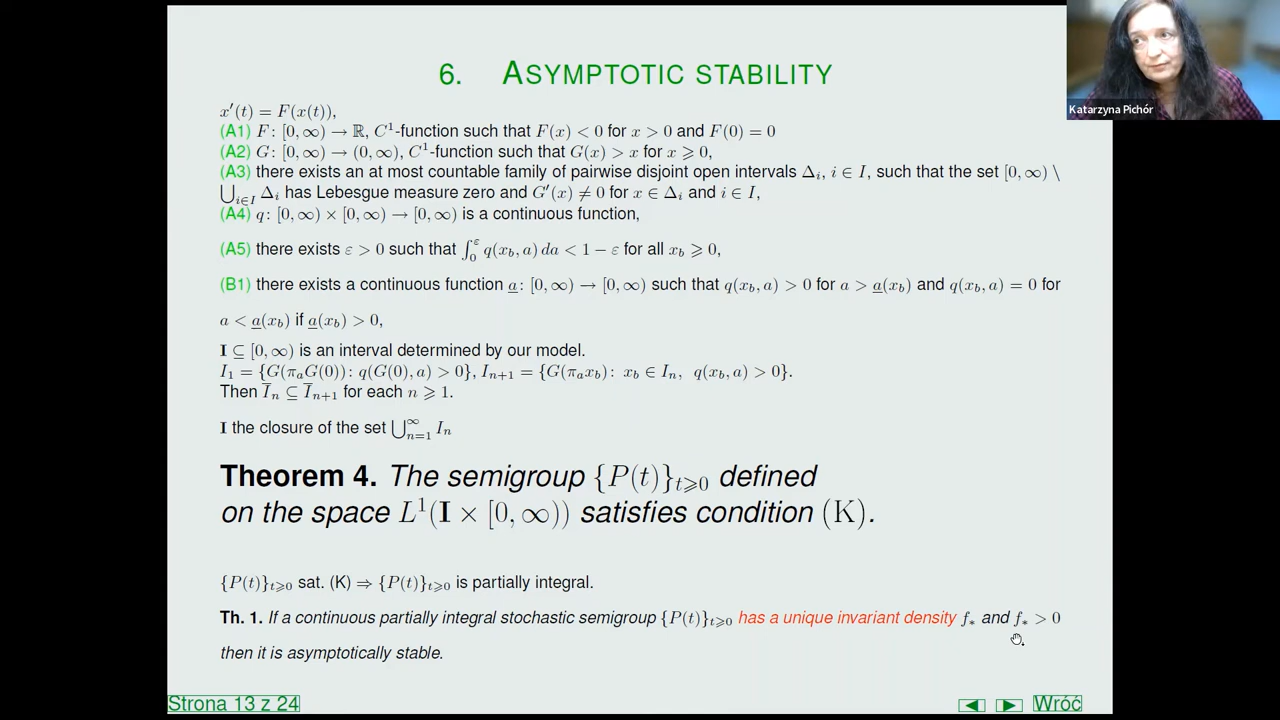 6. ASYMPTOTIC STABILITY
x′(t) = F(x(t)),
(A1) F: [0, ∞) → ℝ, C¹-function such that F(x) < 0 for x > 0 and F(0) = 0
(A2) G: [0, ∞) → (0, ∞), C¹-function such that G(x) > x for x ⩾ 0,
(A3) there exists an at most countable family of pairwise disjoint open intervals Δᵢ, i ∈ I, such that the set [0, ∞) \
⋃_{i∈I} Δᵢ has Lebesgue measure zero and G′(x) ≠ 0 for x ∈ Δᵢ and i ∈ I,
(A4) q: [0, ∞) × [0, ∞) → [0, ∞) is a continuous function,
(A5) there exists ε > 0 such that ∫₀^ε q(x_b, a) da < 1 − ε for all x_b ⩾ 0,
(B1) there exists a continuous function a̲: [0, ∞) → [0, ∞) such that q(x_b, a) > 0 for a > a̲(x_b) and q(x_b, a) = 0 for
a < a̲(x_b) if a̲(x_b) > 0,
I ⊆ [0, ∞) is an interval determined by our model.
I₁ = {G(π_a G(0)): q(G(0), a) > 0}, I_{n+1} = {G(π_a x_b): x_b ∈ I_n, q(x_b, a) > 0}.
Then I̅_n ⊆ I̅_{n+1} for each n ⩾ 1.
I the closure of the set ⋃_{n=1}^∞ I_n
Theorem 4. The semigroup {P(t)}_{t⩾0} defined
on the space L¹(I × [0, ∞)) satisfies condition (K).
{P(t)}_{t⩾0} sat. (K) ⇒ {P(t)}_{t⩾0} is partially integral.
Th. 1. If a continuous partially integral stochastic semigroup {P(t)}_{t⩾0} has a unique invariant density f_* and f_* > 0
then it is asymptotically stable.
Strona 13 z 24
Wróć
Katarzyna Pichór